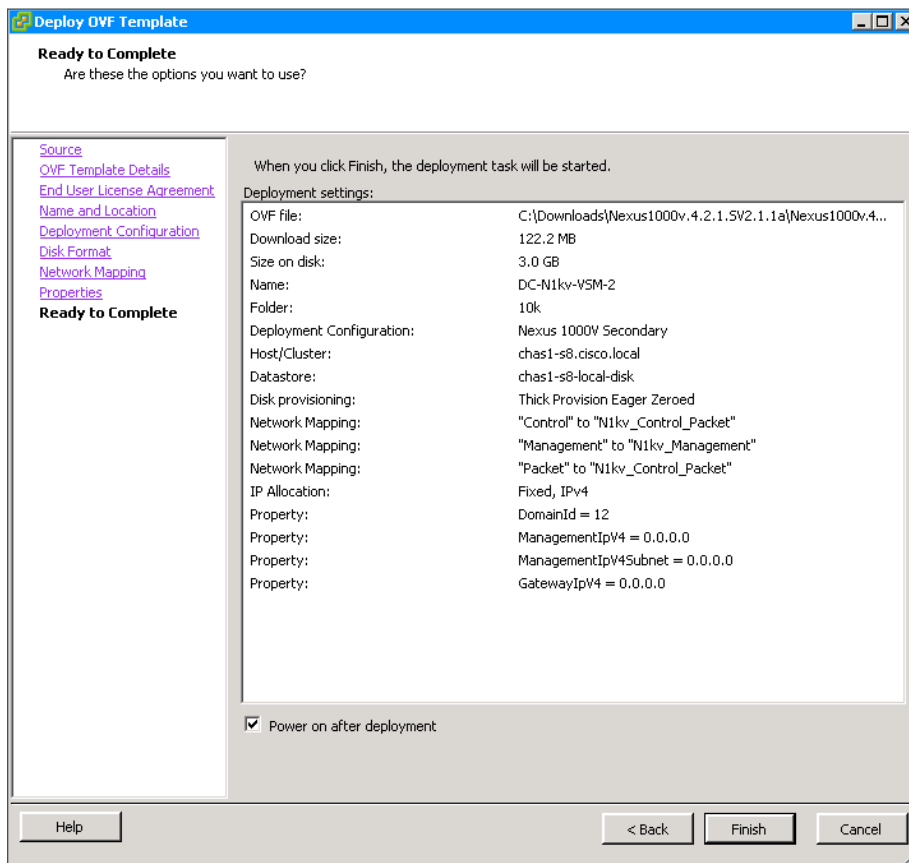 Deploy OVF Template
Ready to Complete
Are these the options you want to use?
Source
OVF Template Details
End User License Agreement
Name and Location
Deployment Configuration
Disk Format
Network Mapping
Properties
Ready to Complete
When you click Finish, the deployment task will be started.
Deployment settings:
OVF file: C:\Downloads\Nexus1000v.4.2.1.SV2.1.1a\Nexus1000v.4...
Download size: 122.2 MB
Size on disk: 3.0 GB
Name: DC-N1kv-VSM-2
Folder: 10k
Deployment Configuration: Nexus 1000V Secondary
Host/Cluster: chas1-s8.cisco.local
Datastore: chas1-s8-local-disk
Disk provisioning: Thick Provision Eager Zeroed
Network Mapping: "Control" to "N1kv_Control_Packet"
Network Mapping: "Management" to "N1kv_Management"
Network Mapping: "Packet" to "N1kv_Control_Packet"
IP Allocation: Fixed, IPv4
Property: DomainId = 12
Property: ManagementIpV4 = 0.0.0.0
Property: ManagementIpV4Subnet = 0.0.0.0
Property: GatewayIpV4 = 0.0.0.0
Power on after deployment
Help
< Back
Finish
Cancel